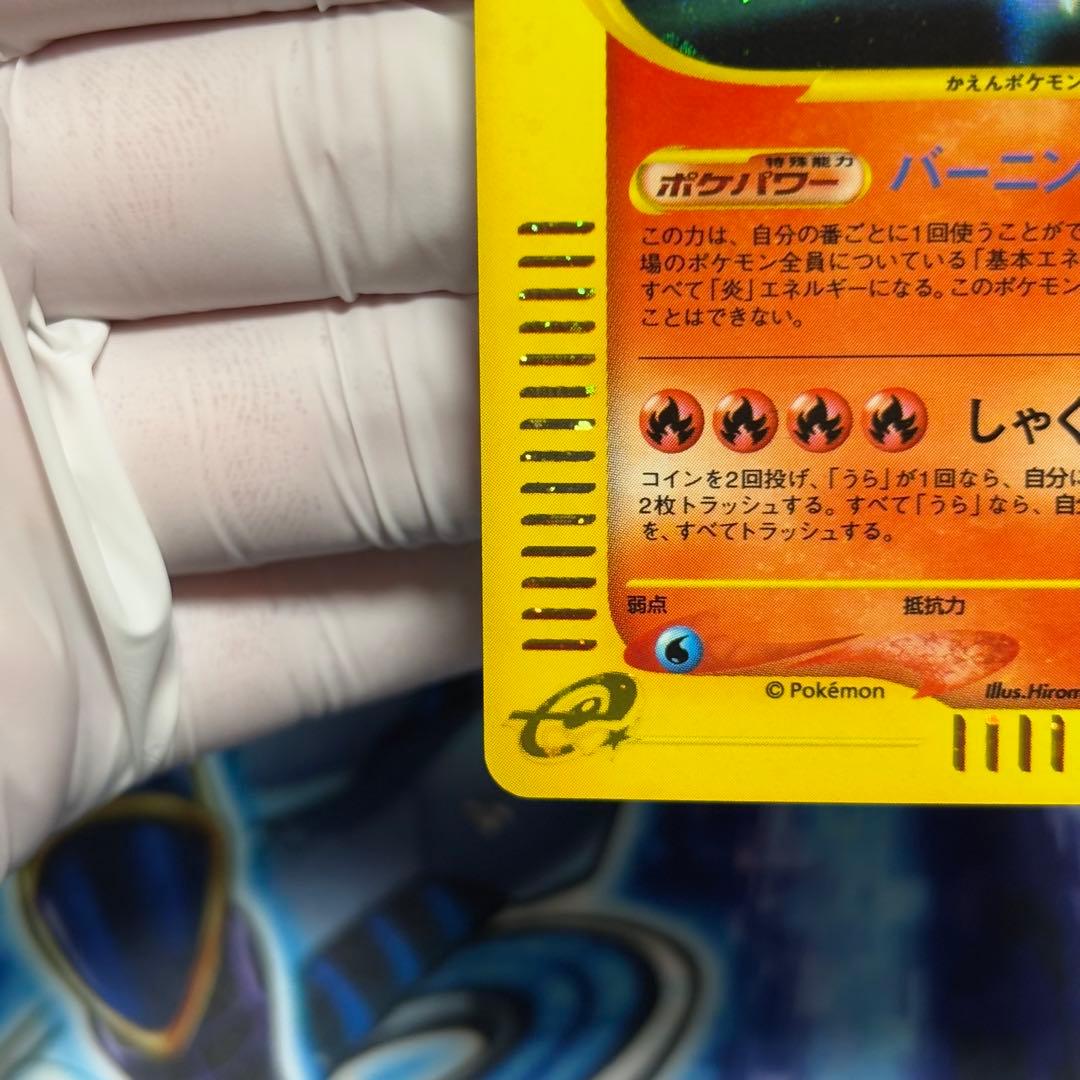 かえんポケモン
特殊能力
ポケパワー バーニン
この力は、自分の番ごとに1回使うことがで
場のポケモン全員についている「基本エネ
すべて「炎」エネルギーになる。このポケモン
ことはできない。
しゃく
コインを2回投げ、「うら」が1回なら、自分に
2枚トラッシュする。すべて「うら」なら、自
を、すべてトラッシュする。
弱点 抵抗力
© Pokémon Illus.Hirom
e